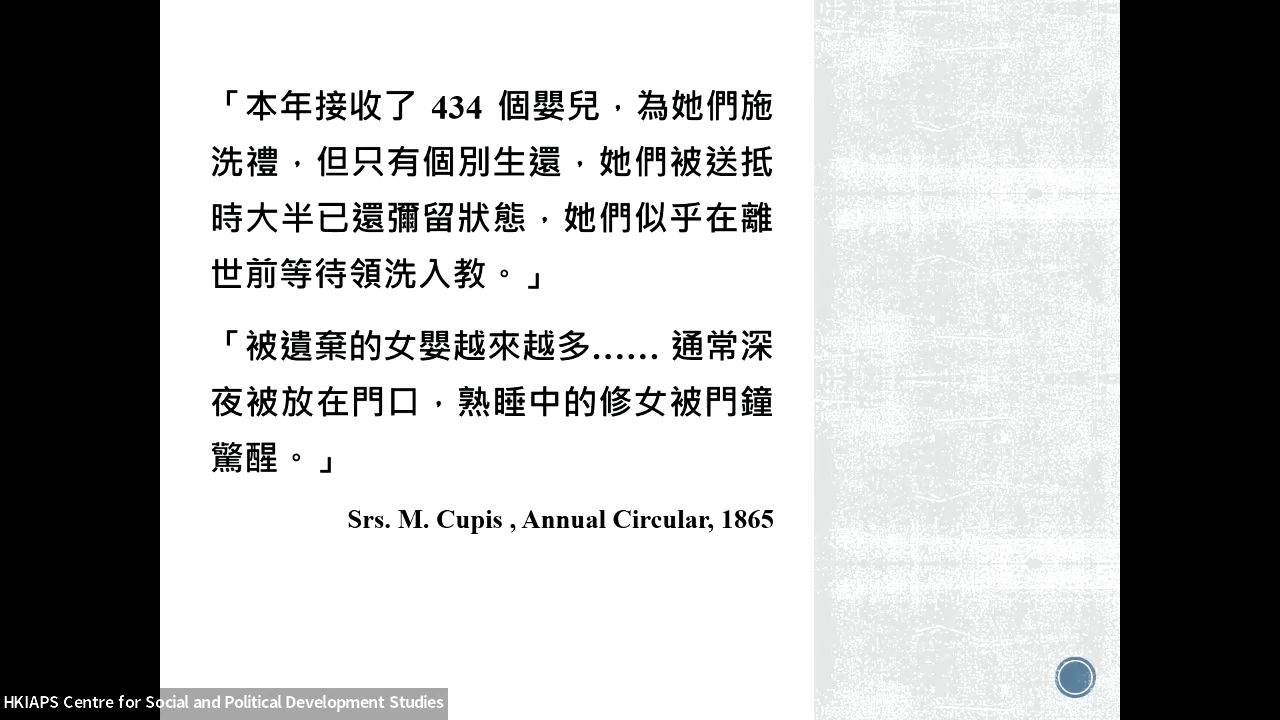 「本年接收了 434 個嬰兒，為她們施
洗禮，但只有個別生還，她們被送抵
時大半已還彌留狀態，她們似乎在離
世前等待領洗入教。」
「被遺棄的女嬰越來越多…… 通常深
夜被放在門口，熟睡中的修女被門鐘
驚醒。」
Srs. M. Cupis , Annual Circular, 1865
HKIAPS Centre for Social and Political Development Studies